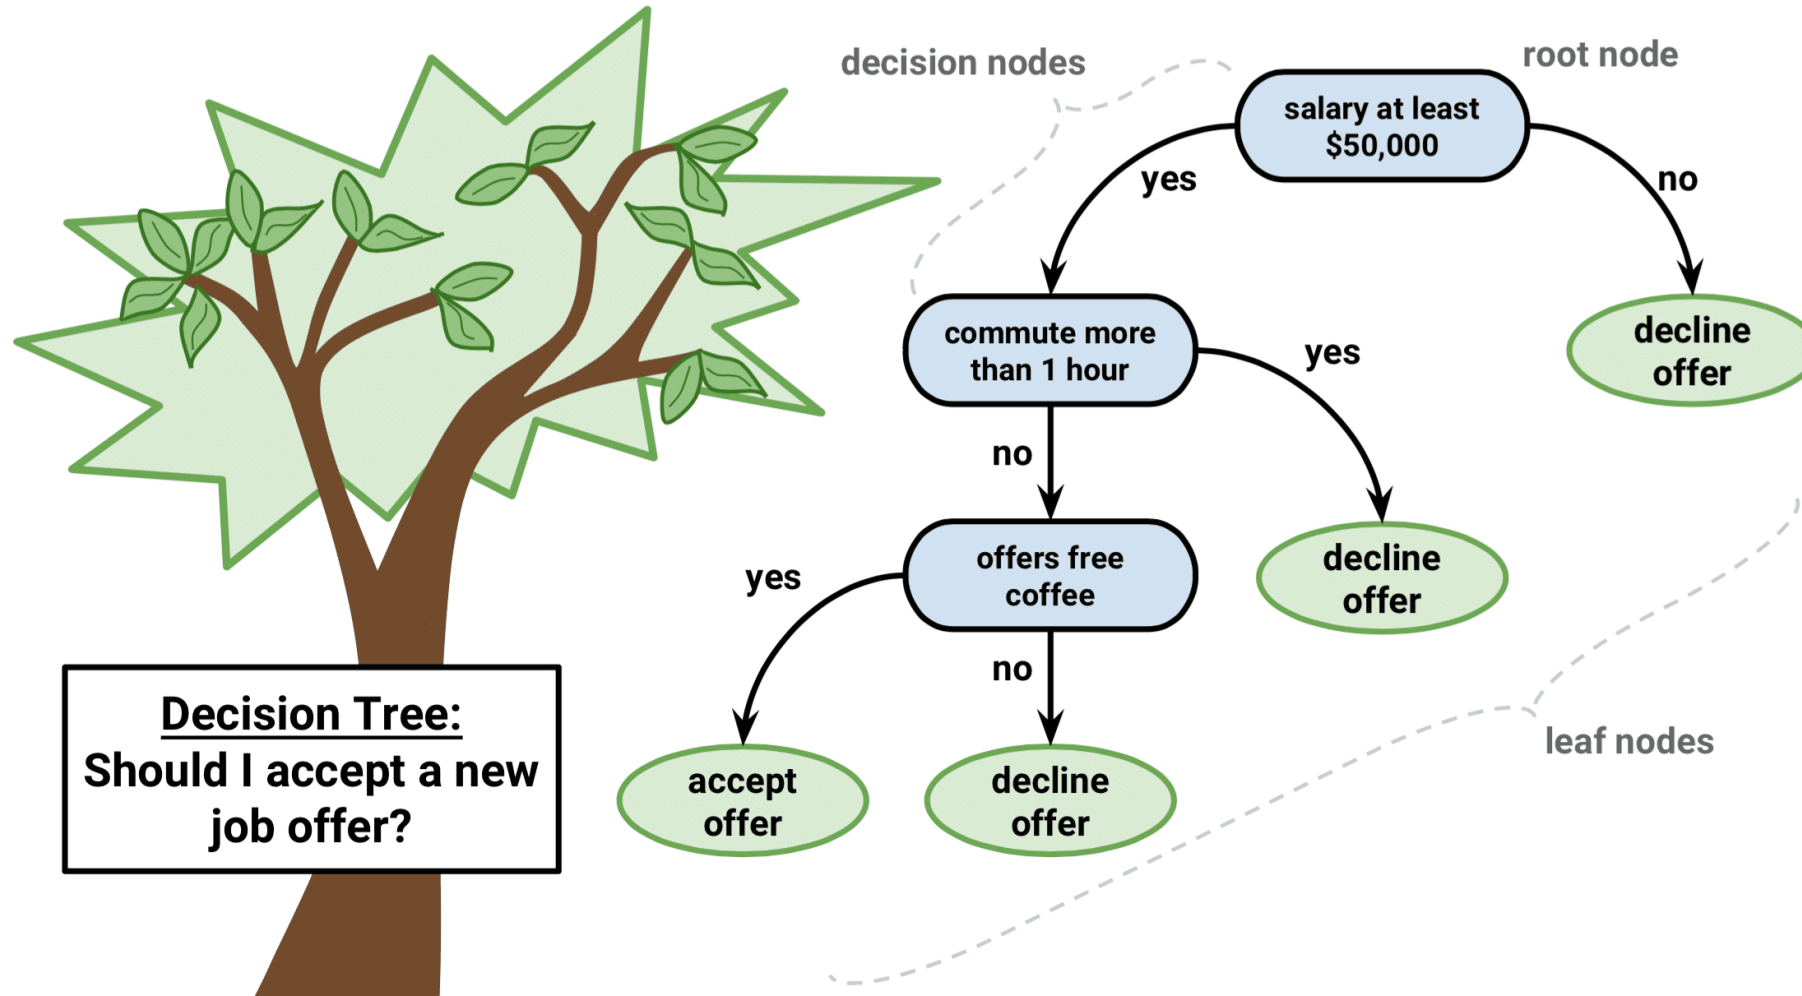 decision nodes
root node
salary at least
$50,000
yes
no
commute more
than 1 hour
yes
decline
offer
no
offers free
coffee
yes
decline
offer
no
accept
offer
decline
offer
leaf nodes
Decision Tree:
Should I accept a new
job offer?